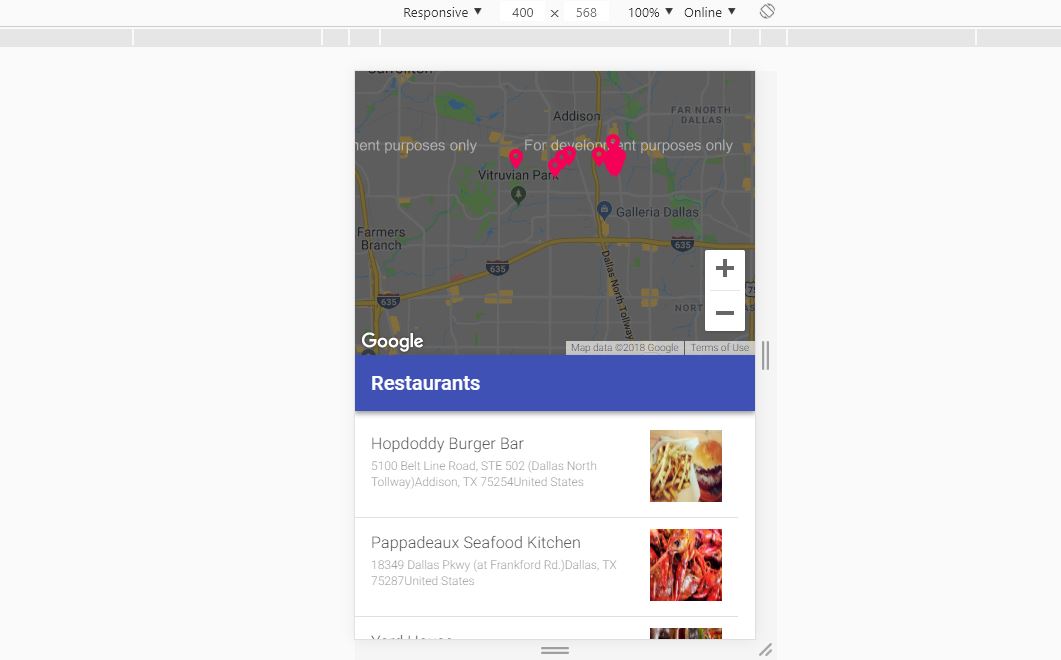 Responsive ▼ 400 × 568 100% ▼ Online ▼
Carrollton
Addison
FAR NORTH
DALLAS
ment purposes only
For development purposes only
Vitruvian Park
Galleria Dallas
Farmers
Branch
635
635
635
75
Dallas North Tollway
Google
Map data ©2018 Google
Terms of Use
Restaurants
Hopdoddy Burger Bar
5100 Belt Line Road, STE 502 (Dallas North
Tollway)Addison, TX 75254United States
Pappadeaux Seafood Kitchen
18349 Dallas Pkwy (at Frankford Rd.)Dallas, TX
75287United States
Yard House